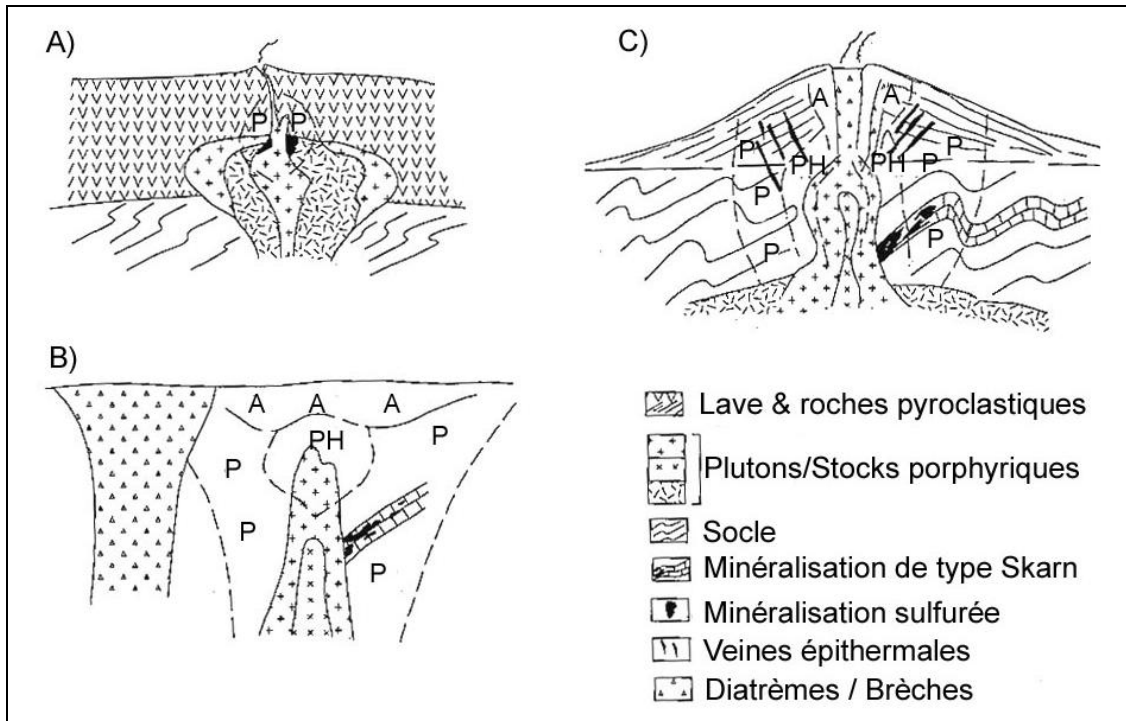 A)
P P
B)
A A A
PH
P P
P
P
C)
A A
P PH PH P
P
P P
Lave & roches pyroclastiques
Plutons/Stocks porphyriques
Socle
Minéralisation de type Skarn
Minéralisation sulfurée
Veines épithermales
Diatrèmes / Brèches